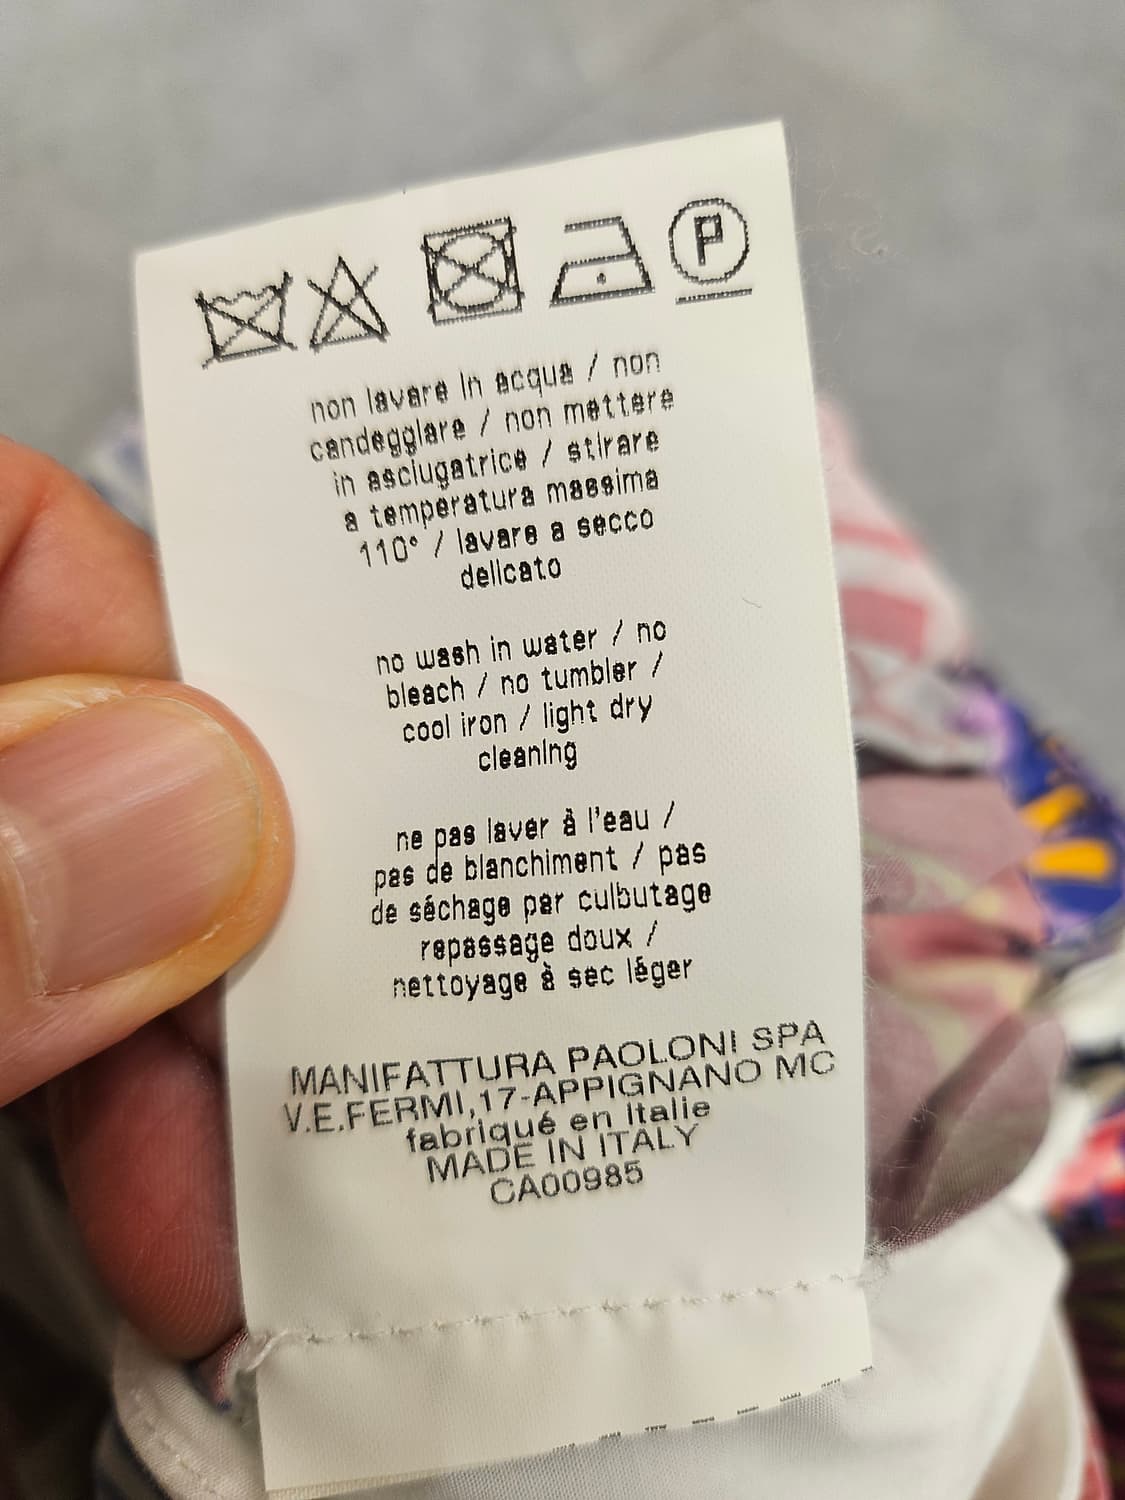 P
non lavare in acqua / non
candeggiare / non mettere
in asciugatrice / stirare
a temperatura massima
110° / lavare a secco
delicato
no wash in water / no
bleach / no tumbler /
cool iron / light dry
cleaning
ne pas laver à l'eau /
pas de blanchiment / pas
de séchage par culbutage
repassage doux /
nettoyage à sec léger
MANIFATTURA PAOLONI SPA
V.E.FERMI,17-APPIGNANO MC
fabriqué en Italie
MADE IN ITALY
CA00985